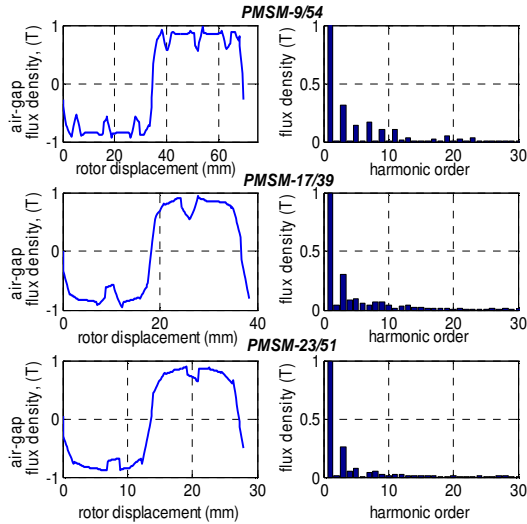 PMSM-9/54
air-gap
flux density, (T)
1
0
-1
0 20 40 60
rotor displacement (mm)
flux density (T)
1
0.5
0
0 10 20 30
harmonic order
PMSM-17/39
air-gap
flux density, (T)
1
0
-1
0 20 40
rotor displacement (mm)
flux density (T)
1
0.5
0
0 10 20 30
harmonic order
PMSM-23/51
air-gap
flux density, (T)
1
0
-1
0 10 20 30
rotor displacement (mm)
flux density (T)
1
0.5
0
0 10 20 30
harmonic order